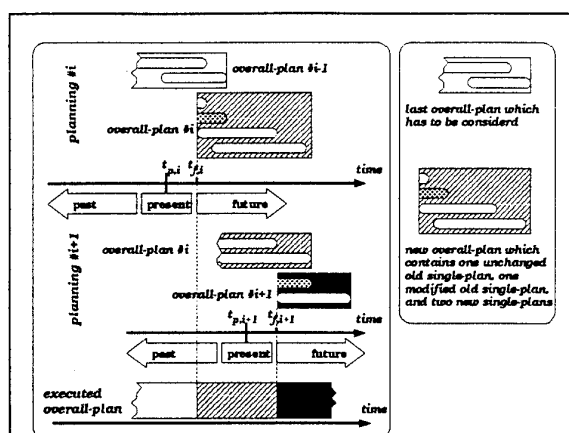 planning #i
overall-plan #i-1
overall-plan #i
t_p,i
t_f,i
time
past
present
future
planning #i+1
overall-plan #i
overall-plan #i+1
t_p,i+1
t_f,i+1
time
past
present
future
executed
overall-plan
time
last overall-plan which
has to be considerd
new overall-plan which
contains one unchanged
old single-plan, one
modified old single-plan,
and two new single-plans